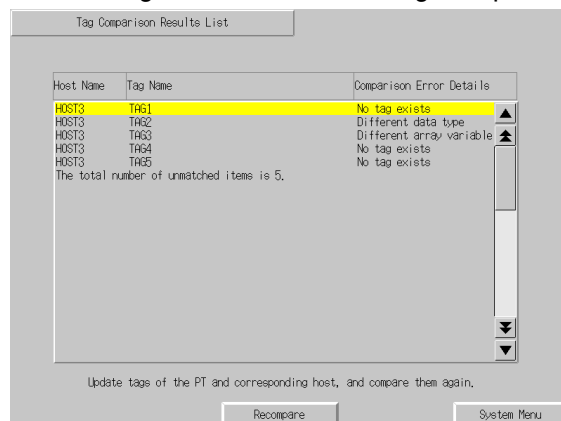 Tag Comparison Results List
Host Name Tag Name Comparison Error Details
HOST3 TAG1 No tag exists
HOST3 TAG2 Different data type
HOST3 TAG3 Different array variable
HOST3 TAG4 No tag exists
HOST3 TAG5 No tag exists
The total number of unmatched items is 5.
Update tags of the PT and corresponding host, and compare them again.
Recompare System Menu